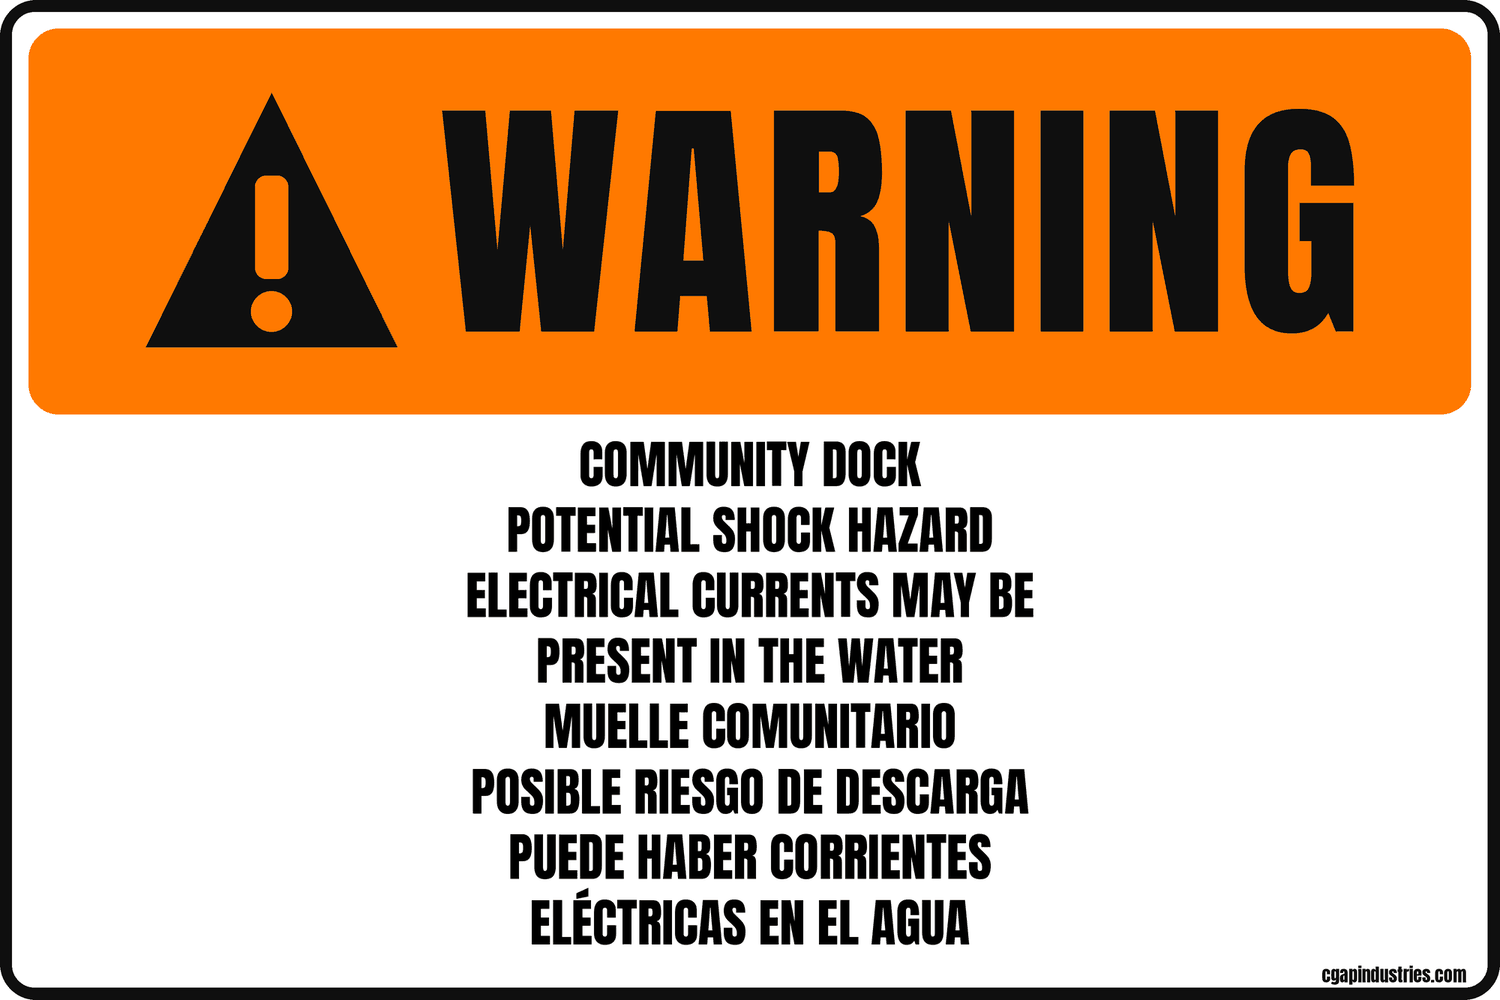 WARNING
COMMUNITY DOCK
POTENTIAL SHOCK HAZARD
ELECTRICAL CURRENTS MAY BE
PRESENT IN THE WATER
MUELLE COMUNITARIO
POSIBLE RIESGO DE DESCARGA
PUEDE HABER CORRIENTES
ELÉCTRICAS EN EL AGUA
cgapindustries.com